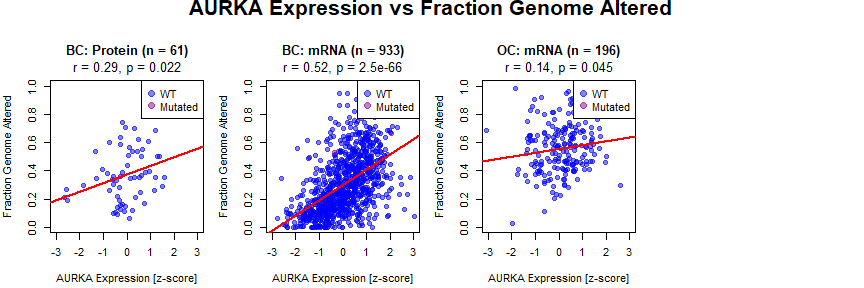 AURKA Expression vs Fraction Genome Altered
BC: Protein (n = 61)
r = 0.29, p = 0.022
WT
Mutated
Fraction Genome Altered
0.0 0.2 0.4 0.6 0.8 1.0
-3 -2 -1 0 1 2 3
AURKA Expression [z-score]
BC: mRNA (n = 933)
r = 0.52, p = 2.5e-66
WT
Mutated
Fraction Genome Altered
0.0 0.2 0.4 0.6 0.8 1.0
-3 -2 -1 0 1 2 3
AURKA Expression [z-score]
OC: mRNA (n = 196)
r = 0.14, p = 0.045
WT
Mutated
Fraction Genome Altered
0.0 0.2 0.4 0.6 0.8 1.0
-3 -2 -1 0 1 2 3
AURKA Expression [z-score]